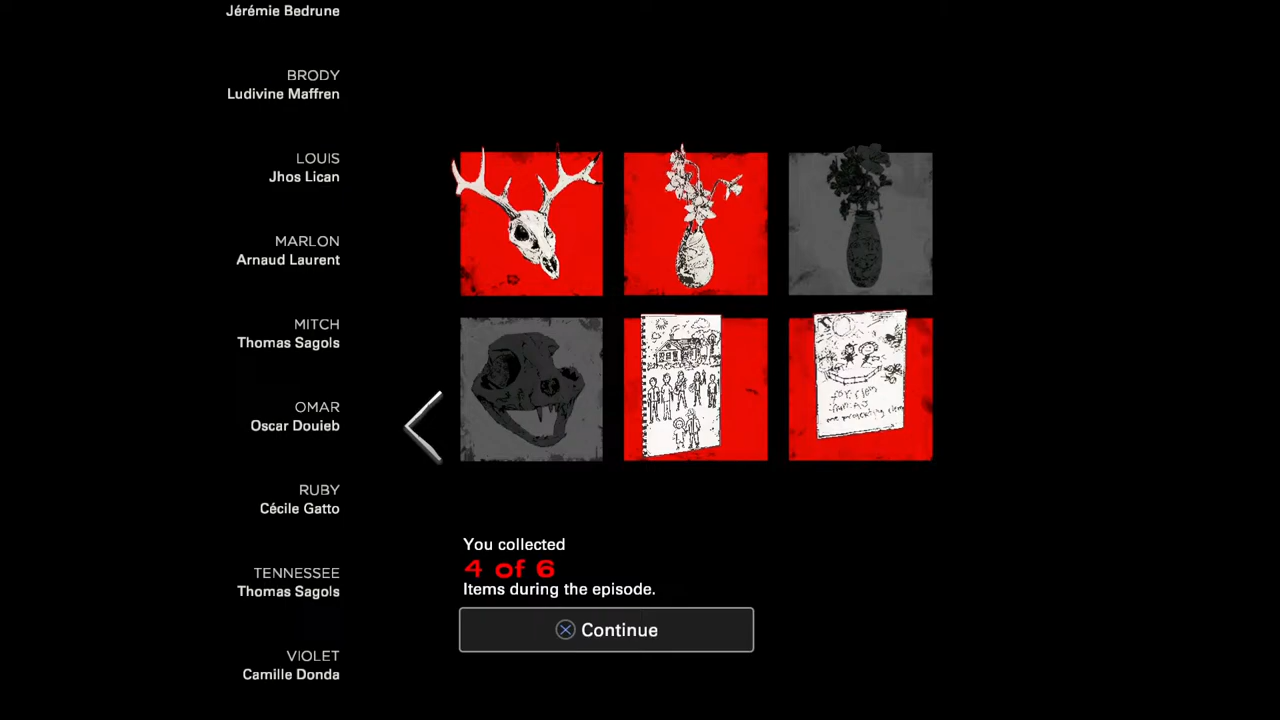 Jérémie Bedrune
BRODY
Ludivine Maffren
LOUIS
Jhos Lican
MARLON
Arnaud Laurent
MITCH
Thomas Sagols
OMAR
Oscar Douieb
RUBY
Cécile Gatto
TENNESSEE
Thomas Sagols
VIOLET
Camille Donda
You collected
4 of 6
Items during the episode.
Continue